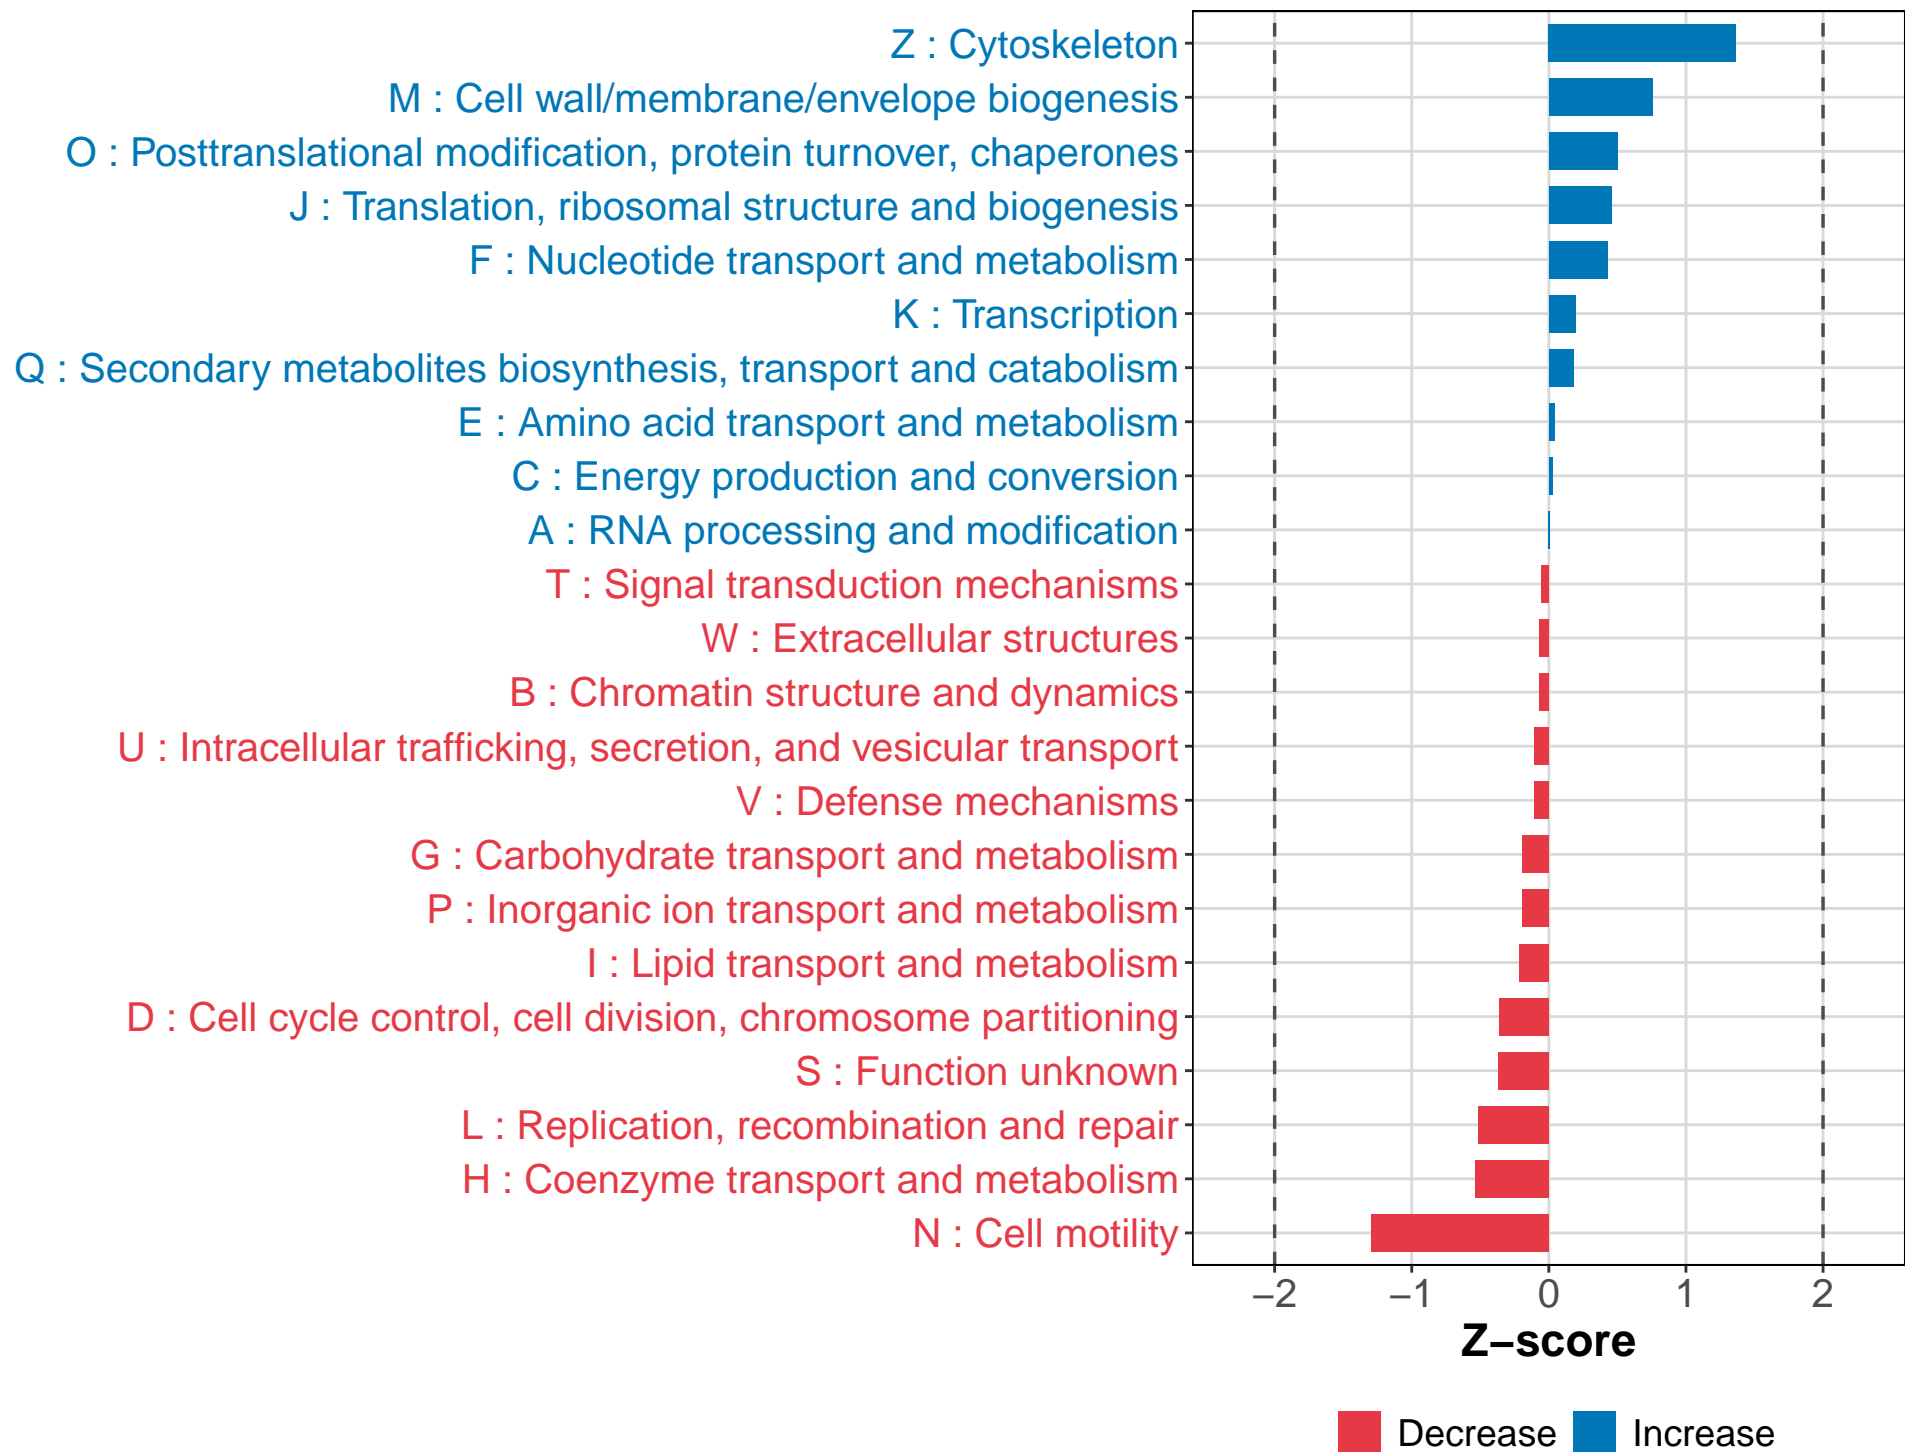 Z : Cytoskeleton
M : Cell wall/membrane/envelope biogenesis
O : Posttranslational modification, protein turnover, chaperones
J : Translation, ribosomal structure and biogenesis
F : Nucleotide transport and metabolism
K : Transcription
Q : Secondary metabolites biosynthesis, transport and catabolism
E : Amino acid transport and metabolism
C : Energy production and conversion
A : RNA processing and modification
T : Signal transduction mechanisms
W : Extracellular structures
B : Chromatin structure and dynamics
U : Intracellular trafficking, secretion, and vesicular transport
V : Defense mechanisms
G : Carbohydrate transport and metabolism
P : Inorganic ion transport and metabolism
I : Lipid transport and metabolism
D : Cell cycle control, cell division, chromosome partitioning
S : Function unknown
L : Replication, recombination and repair
H : Coenzyme transport and metabolism
N : Cell motility
−2 −1 0 1 2
Z−score
Decrease Increase